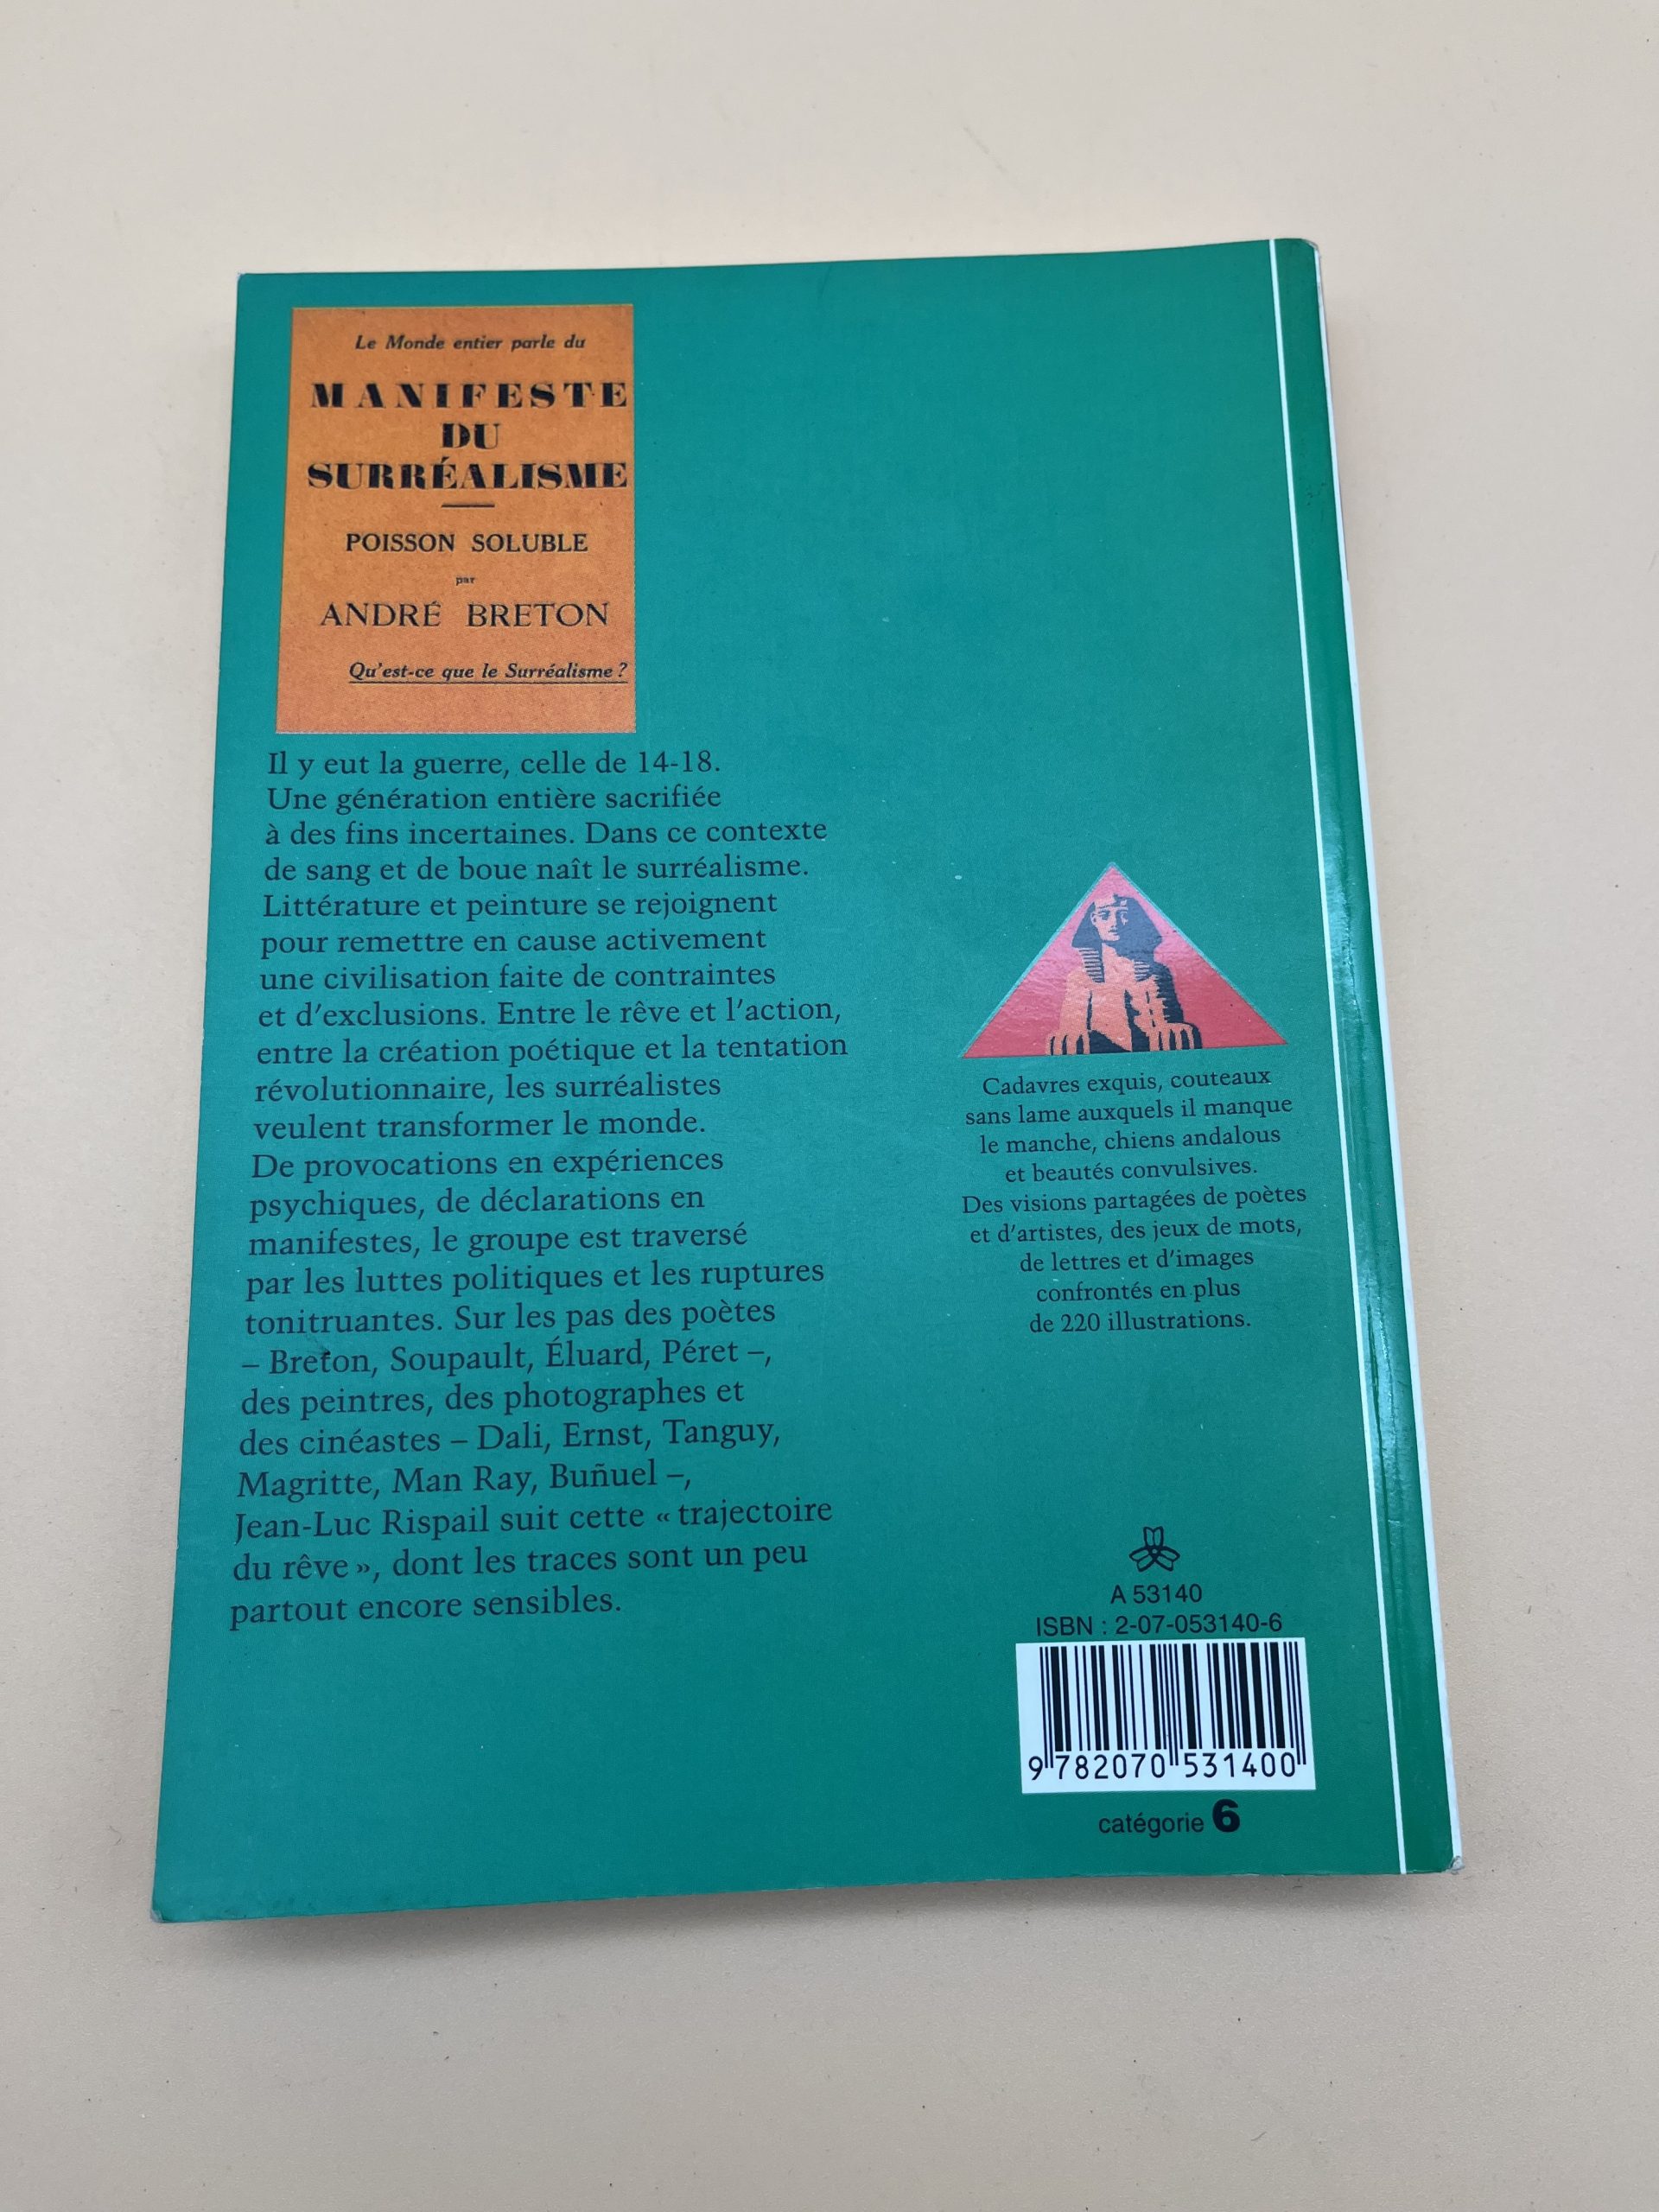 Le Monde entier parle du
MANIFESTE
DU
SURRÉALISME
POISSON SOLUBLE
par
ANDRÉ BRETON
Qu'est-ce que le Surréalisme ?
Il y eut la guerre, celle de 14-18.
Une génération entière sacrifiée
à des fins incertaines. Dans ce contexte
de sang et de boue naît le surréalisme.
Littérature et peinture se rejoignent
pour remettre en cause activement
une civilisation faite de contraintes
et d'exclusions. Entre le rêve et l'action,
entre la création poétique et la tentation
révolutionnaire, les surréalistes
veulent transformer le monde.
De provocations en expériences
psychiques, de déclarations en
manifestes, le groupe est traversé
par les luttes politiques et les ruptures
tonitruantes. Sur les pas des poètes
– Breton, Soupault, Éluard, Péret –,
des peintres, des photographes et
des cinéastes – Dali, Ernst, Tanguy,
Magritte, Man Ray, Buñuel –,
Jean-Luc Rispail suit cette « trajectoire
du rêve », dont les traces sont un peu
partout encore sensibles.
Cadavres exquis, couteaux
sans lame auxquels il manque
le manche, chiens andalous
et beautés convulsives.
Des visions partagées de poètes
et d'artistes, des jeux de mots,
de lettres et d'images
confrontés en plus
de 220 illustrations.
A 53140
ISBN : 2-07-053140-6
9 782070 531400
catégorie 6